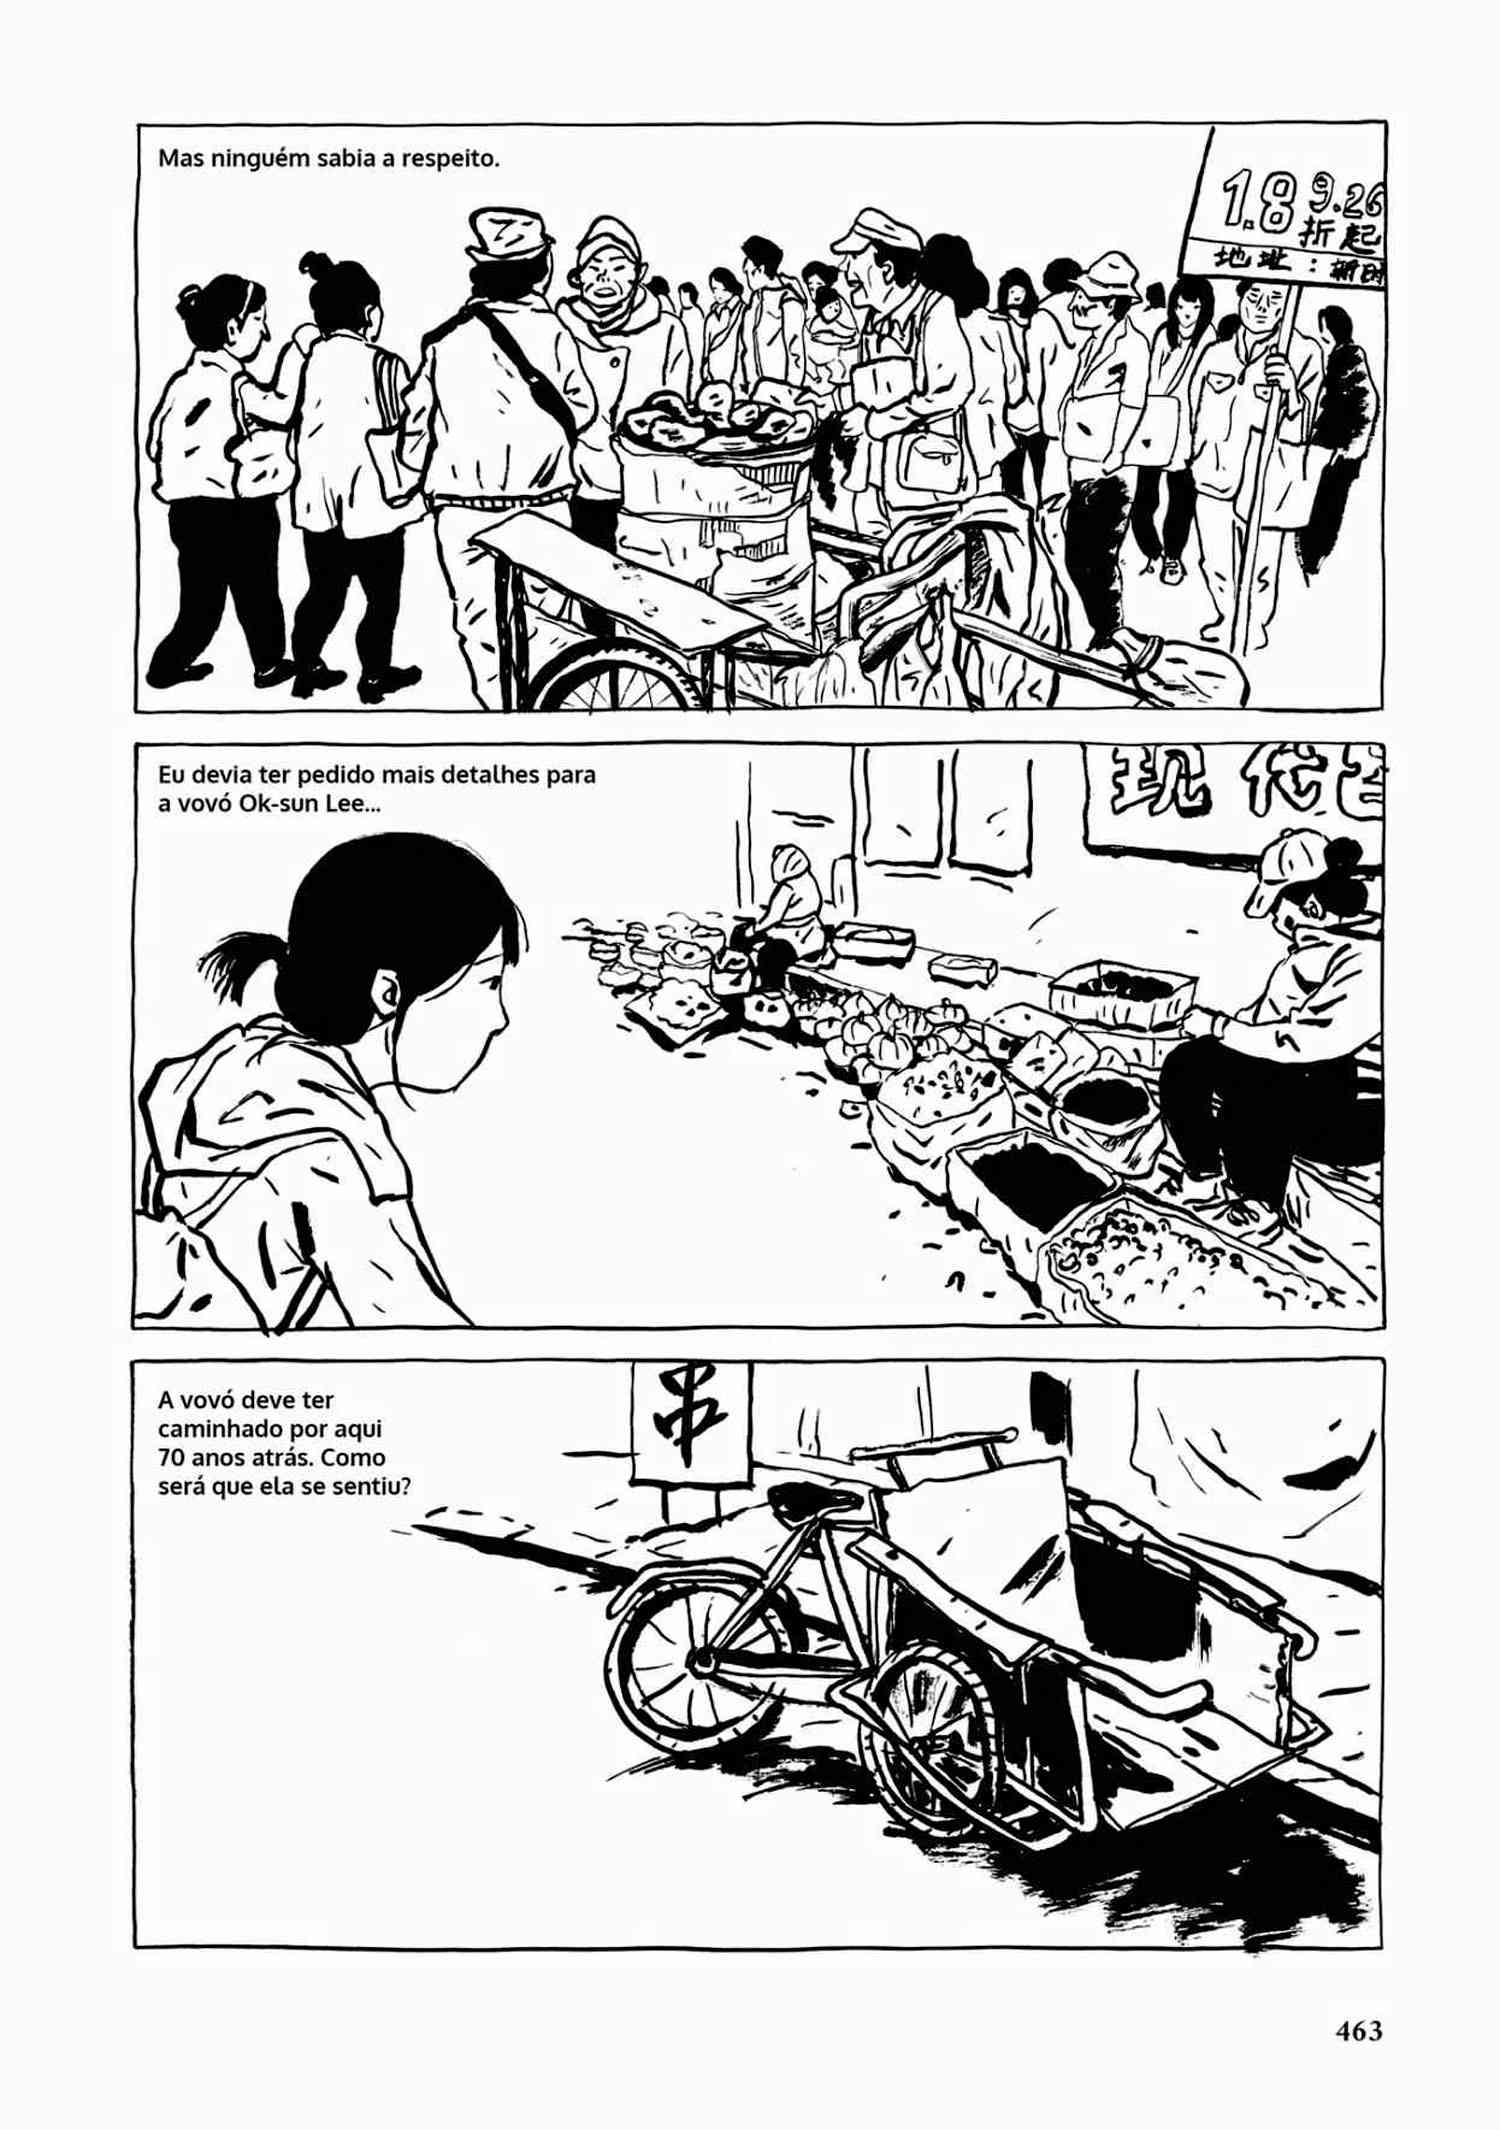 Mas ninguém sabia a respeito.
1.8 9.26
折起
地址：
Eu devia ter pedido mais detalhes para
a vovó Ok-sun Lee...
现代
A vovó deve ter
caminhado por aqui
70 anos atrás. Como
será que ela se sentiu?
串
463